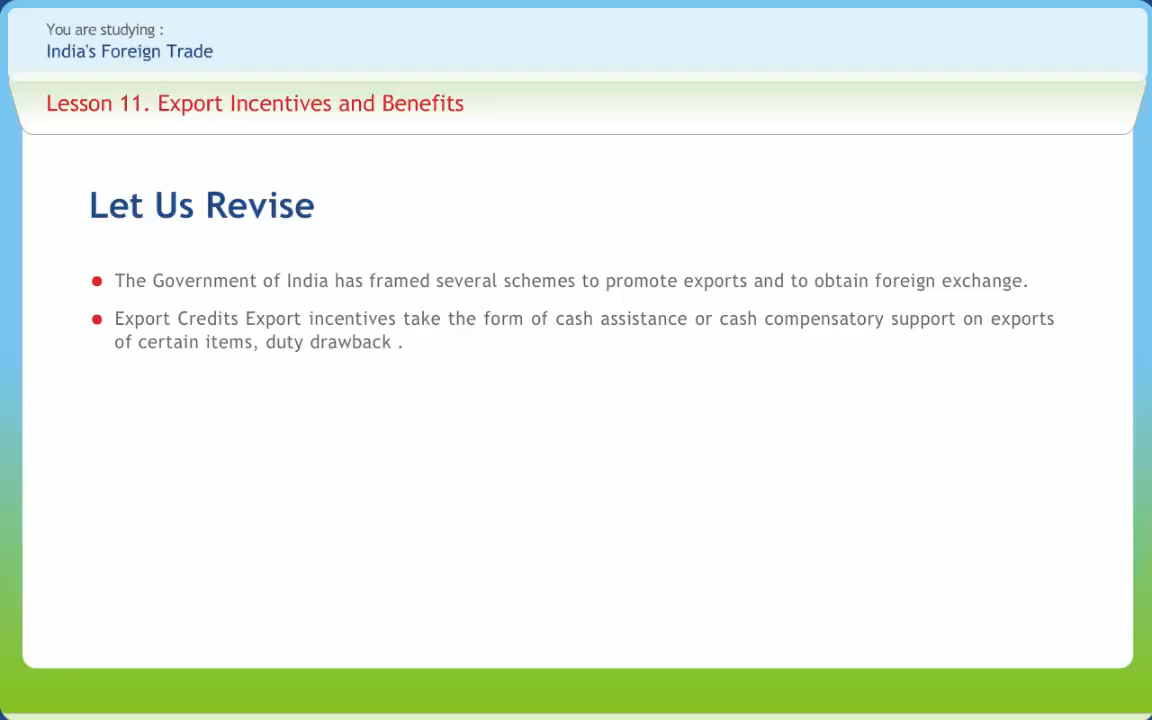 You are studying :
India's Foreign Trade
Lesson 11. Export Incentives and Benefits
Let Us Revise
The Government of India has framed several schemes to promote exports and to obtain foreign exchange.
Export Credits Export incentives take the form of cash assistance or cash compensatory support on exports
of certain items, duty drawback .